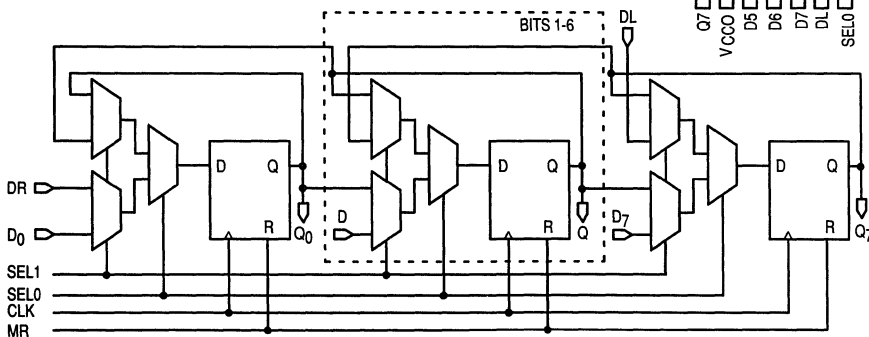 Q7
VCCO
D5
D6
D7
DL
SEL0
BITS 1-6
DL
D Q
R
D Q
R
D Q
R
DR
D0
Q0
D
Q
D7
Q7
SEL1
SEL0
CLK
MR